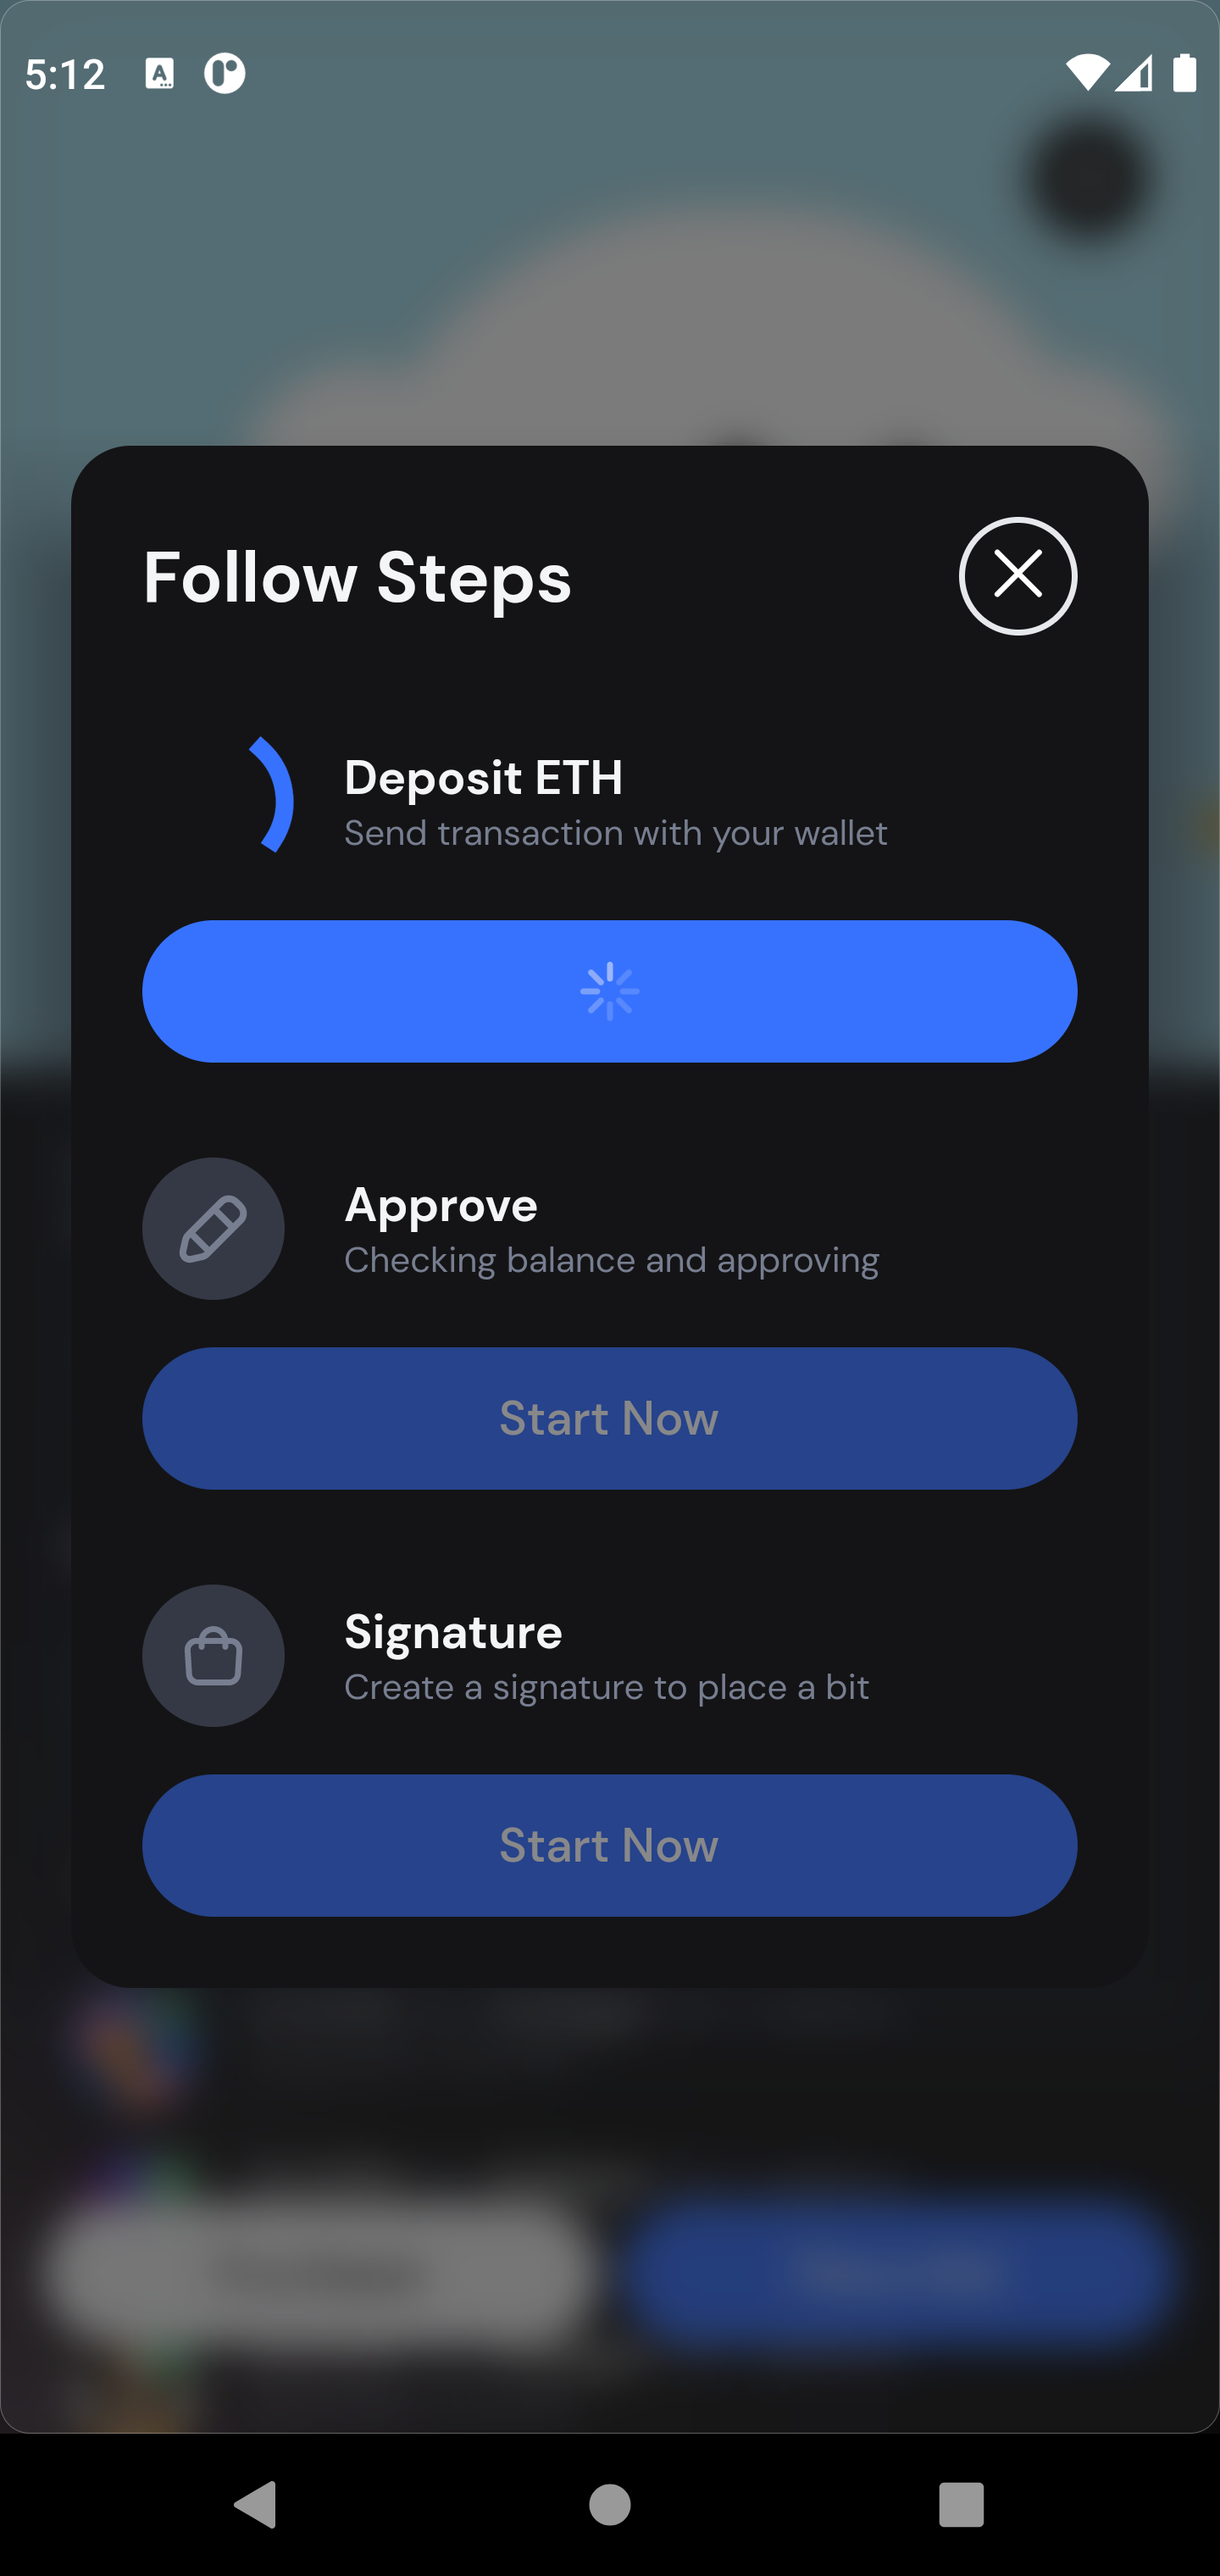 5:12
Follow Steps
Deposit ETH
Send transaction with your wallet
Approve
Checking balance and approving
Start Now
Signature
Create a signature to place a bit
Start Now